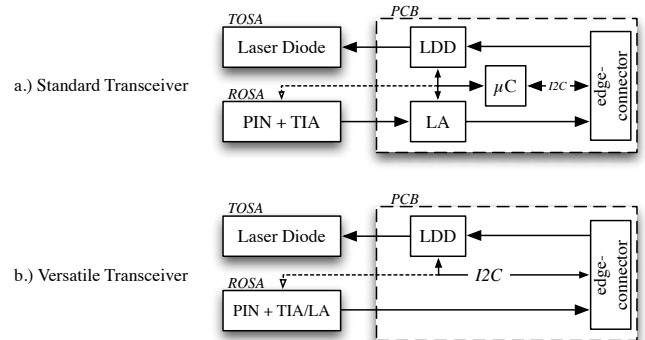 TOSA
PCB
Laser Diode
LDD
a.) Standard Transceiver
ROSA
µC
I2C
edge-
connector
PIN + TIA
LA
TOSA
PCB
Laser Diode
LDD
b.) Versatile Transceiver
ROSA
I2C
edge-
connector
PIN + TIA/LA